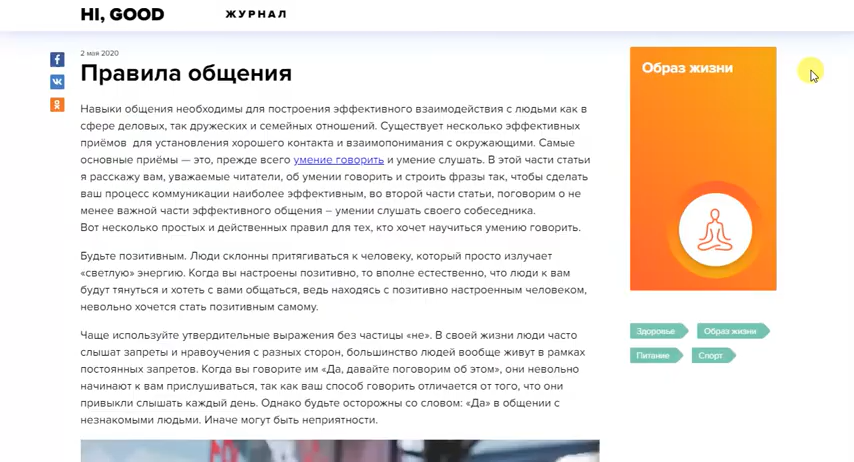 HI, GOOD
ЖУРНАЛ
2 мая 2020
Правила общения
Навыки общения необходимы для построения эффективного взаимодействия с людьми как в
сфере деловых, так дружеских и семейных отношений. Существует несколько эффективных
приёмов для установления хорошего контакта и взаимопонимания с окружающими. Самые
основные приёмы — это, прежде всего умение говорить и умение слушать. В этой части статьи
я расскажу вам, уважаемые читатели, об умении говорить и строить фразы так, чтобы сделать
ваш процесс коммуникации наиболее эффективным, во второй части статьи, поговорим о не
менее важной части эффективного общения – умении слушать своего собеседника.
Вот несколько простых и действенных правил для тех, кто хочет научиться умению говорить.
Будьте позитивным. Люди склонны притягиваться к человеку, который просто излучает
«светлую» энергию. Когда вы настроены позитивно, то вполне естественно, что люди к вам
будут тянуться и хотеть с вами общаться, ведь находясь с позитивно настроенным человеком,
невольно хочется стать позитивным самому.
Чаще используйте утвердительные выражения без частицы «не». В своей жизни люди часто
слышат запреты и нравоучения с разных сторон, большинство людей вообще живут в рамках
постоянных запретов. Когда вы говорите им «Да, давайте поговорим об этом», они невольно
начинают к вам прислушиваться, так как ваш способ говорить отличается от того, что они
привыкли слышать каждый день. Однако будьте осторожны со словом: «Да» в общении с
незнакомыми людьми. Иначе могут быть неприятности.
Образ жизни
Здоровье
Образ жизни
Питание
Спорт